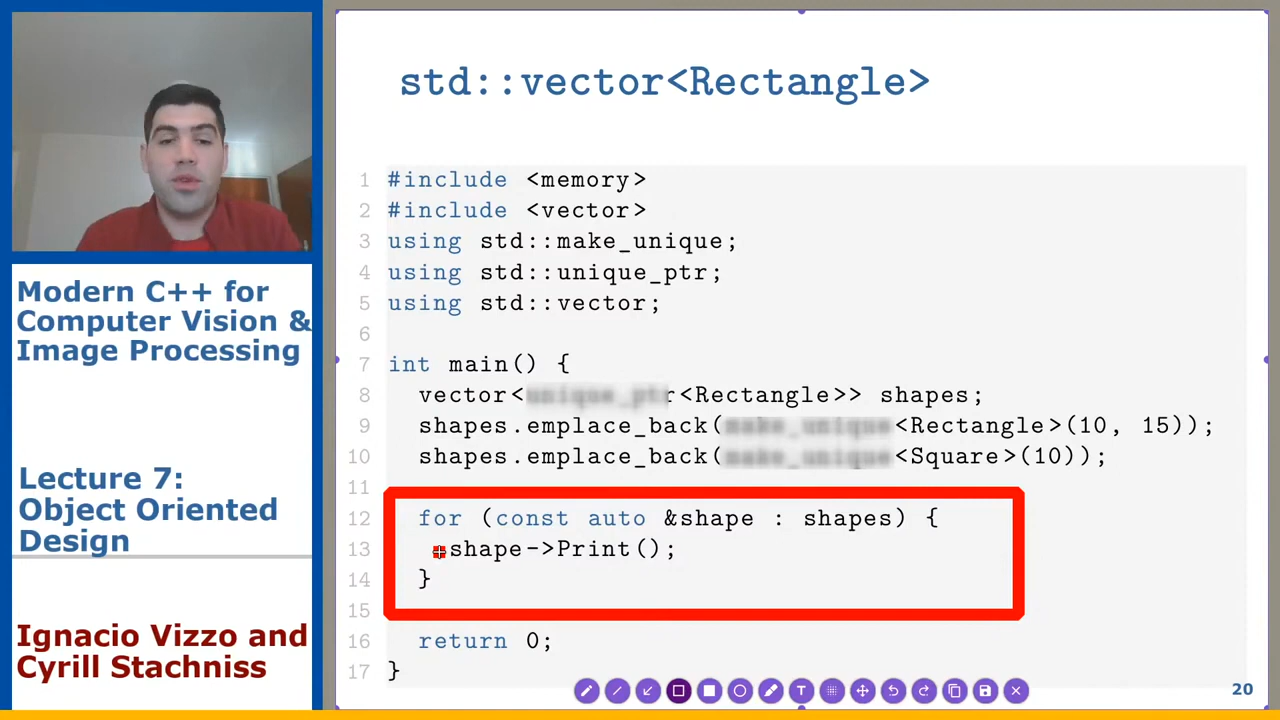 Modern C++ for
Computer Vision &
Image Processing
Lecture 7:
Object Oriented
Design
Ignacio Vizzo and
Cyrill Stachniss
std::vector<Rectangle>
1 #include <memory>
2 #include <vector>
3 using std::make_unique;
4 using std::unique_ptr;
5 using std::vector;
6
7 int main() {
8 vector<unique_ptr<Rectangle>> shapes;
9 shapes.emplace_back(make_unique<Rectangle>(10, 15));
10 shapes.emplace_back(make_unique<Square>(10));
11
12 for (const auto &shape : shapes) {
13 shape->Print();
14 }
15
16 return 0;
17 }
T
20